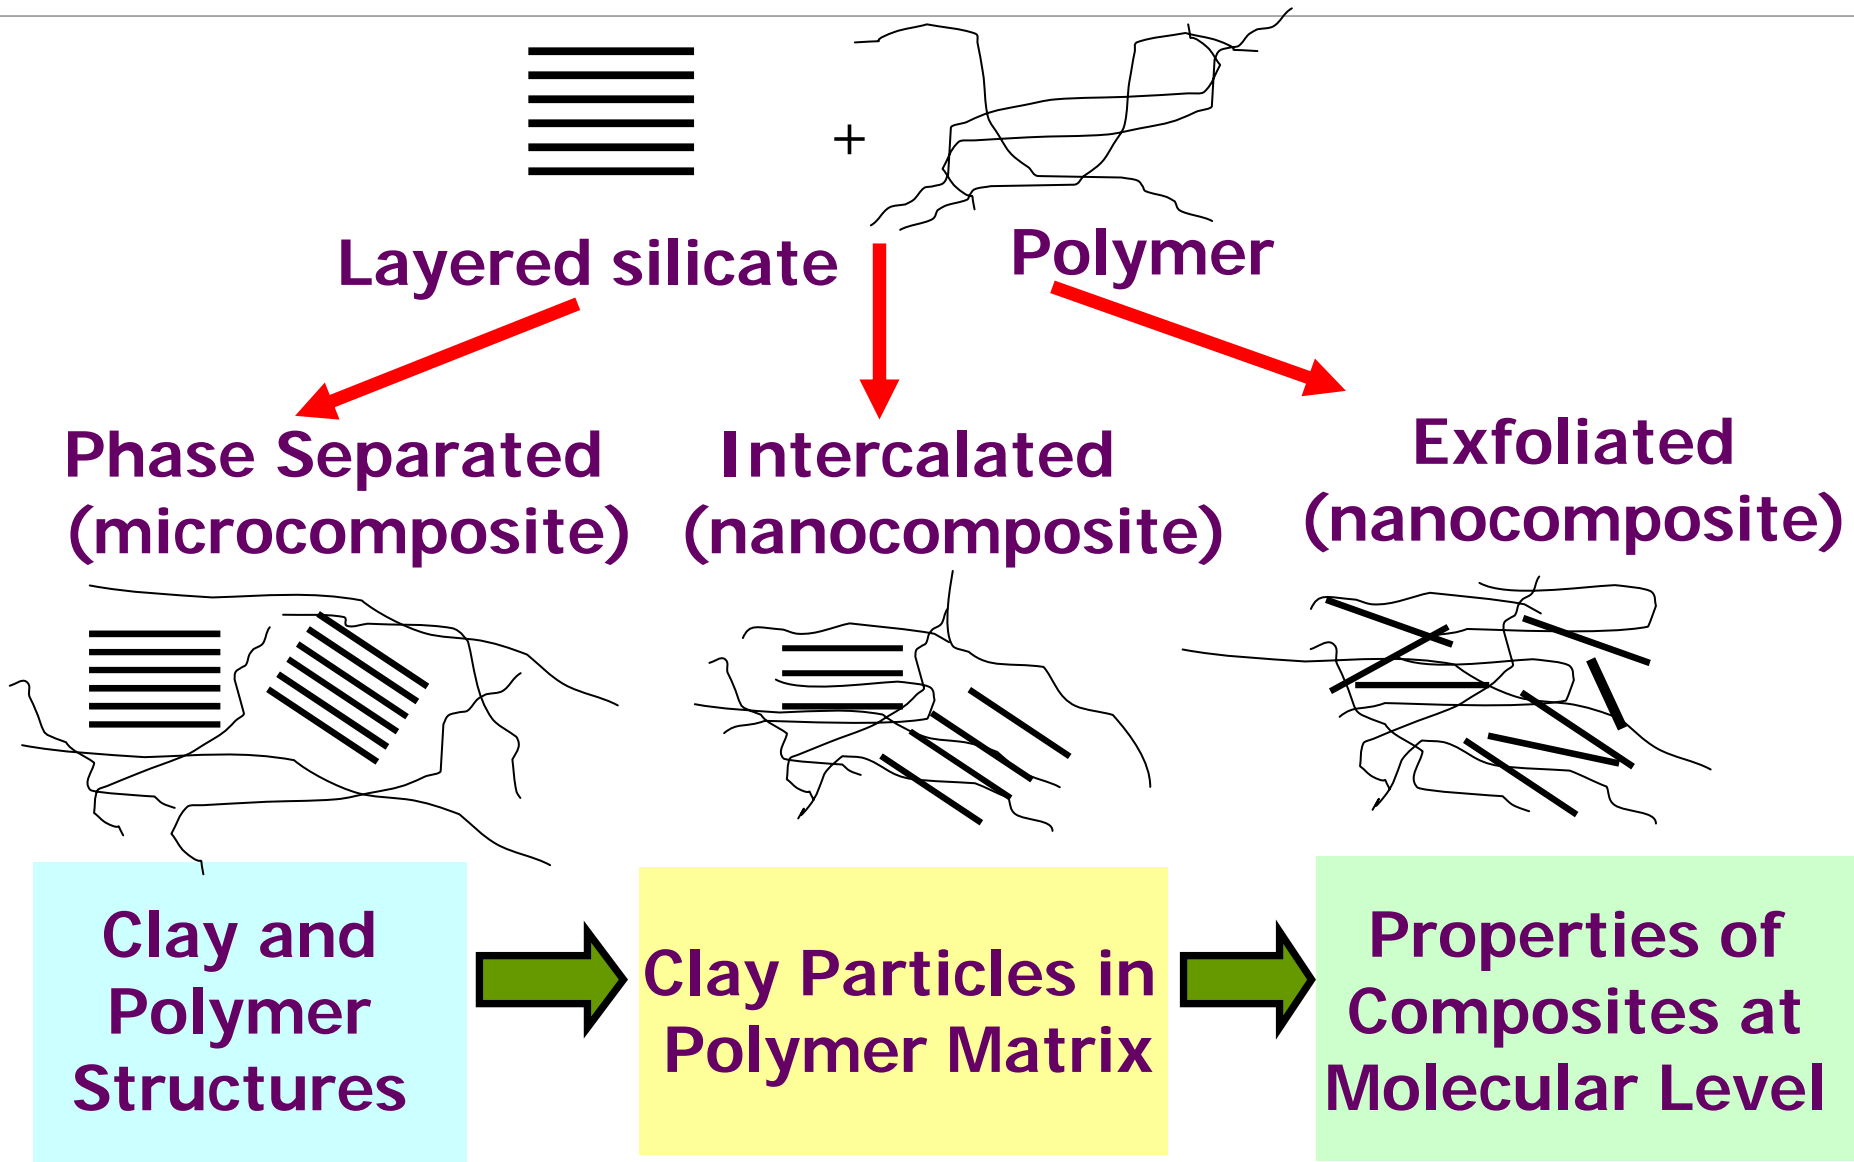 +
Layered silicate
Polymer
Phase Separated
(microcomposite)
Intercalated
(nanocomposite)
Exfoliated
(nanocomposite)
Clay and
Polymer
Structures
Clay Particles in
Polymer Matrix
Properties of
Composites at
Molecular Level